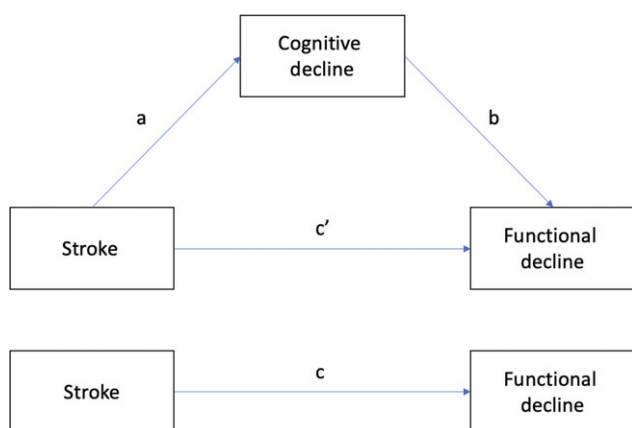 Cognitive
decline
a
b
Stroke
c’
Functional
decline
Stroke
c
Functional
decline